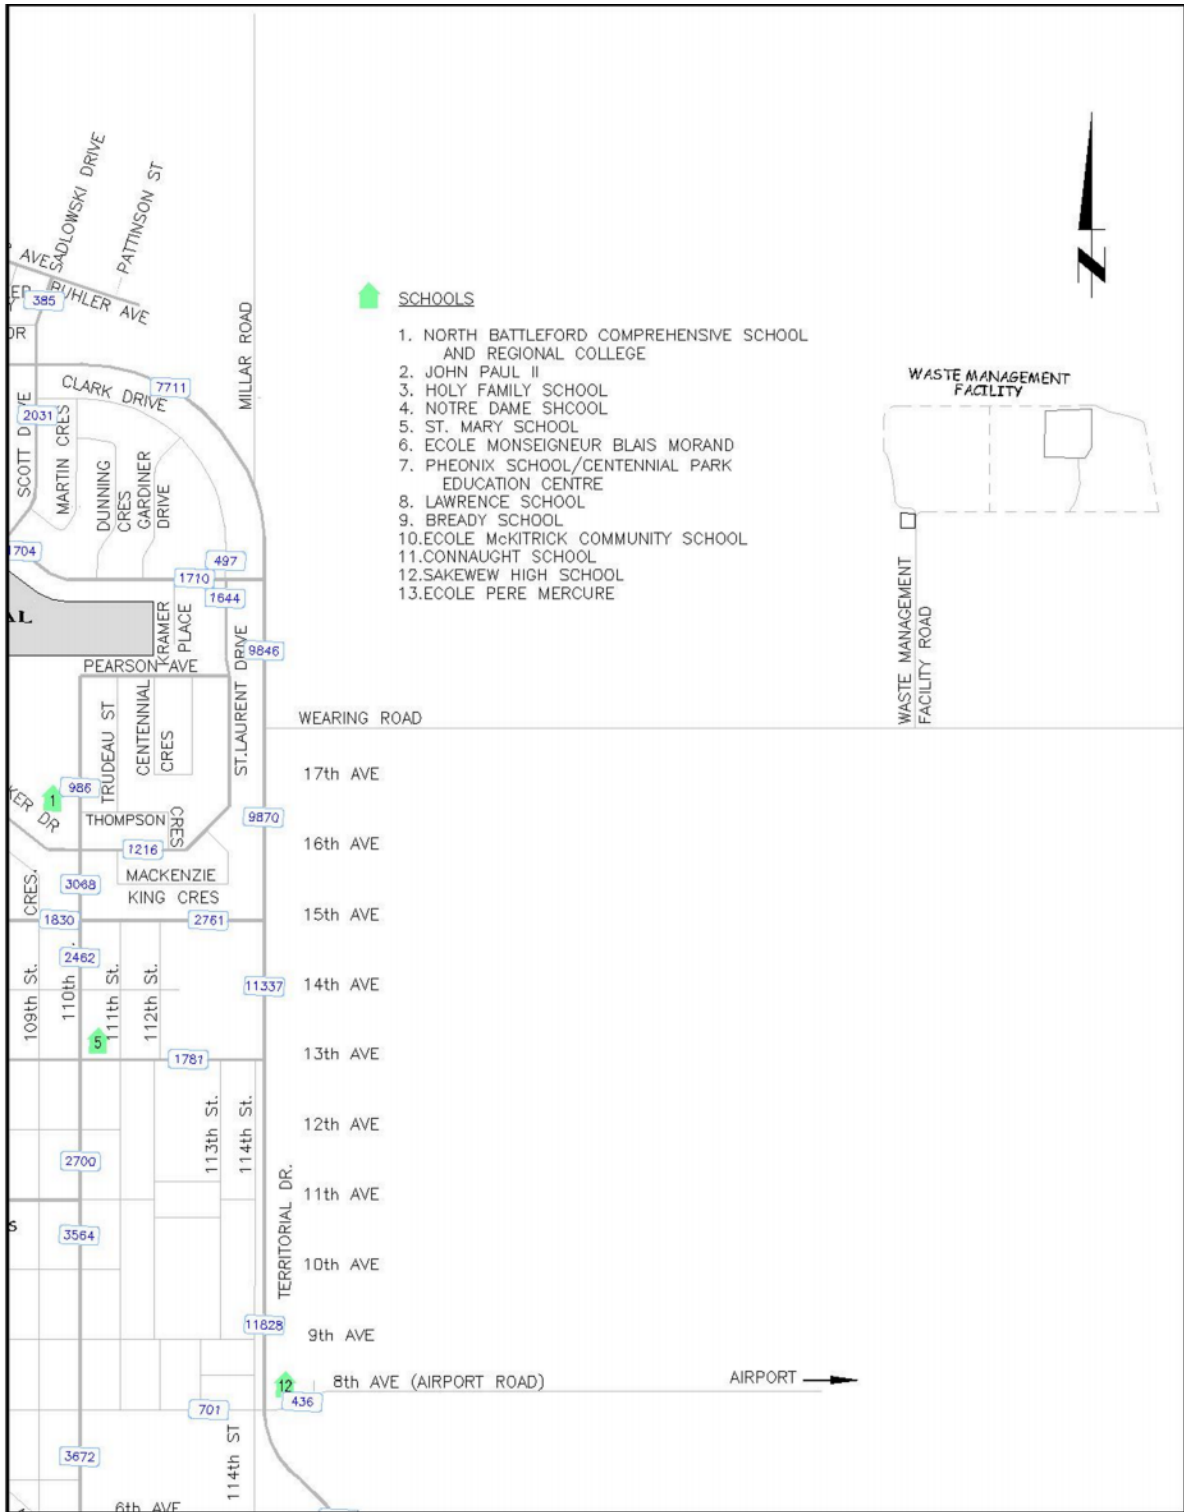 SADLOWSKI DRIVE
PATTINSON ST
AVE
BUHLER AVE
385
DR
MILLAR ROAD
CLARK DRIVE
7711
2031
SCOTT DRIVE
MARTIN CRES
DUNNING
CRES
GARDINER
DRIVE
1704
497
1710
1644
AL
KRAMER
PLACE
ST.LAURENT DRIVE
9846
PEARSON AVE
SCHOOLS
1. NORTH BATTLEFORD COMPREHENSIVE SCHOOL
AND REGIONAL COLLEGE
2. JOHN PAUL II
3. HOLY FAMILY SCHOOL
4. NOTRE DAME SHCOOL
5. ST. MARY SCHOOL
6. ECOLE MONSEIGNEUR BLAIS MORAND
7. PHEONIX SCHOOL/CENTENNIAL PARK
EDUCATION CENTRE
8. LAWRENCE SCHOOL
9. BREADY SCHOOL
10.ECOLE McKITRICK COMMUNITY SCHOOL
11.CONNAUGHT SCHOOL
12.SAKEWEW HIGH SCHOOL
13.ECOLE PERE MERCURE
N
WASTE MANAGEMENT
FACILITY
WASTE MANAGEMENT
FACILITY ROAD
WEARING ROAD
TRUDEAU ST
CENTENNIAL
CRES
17th AVE
986
1
KER DR
THOMPSON
CRES
9870
1216
16th AVE
3068
MACKENZIE
KING CRES
CRES.
1830
2761
15th AVE
2462
11337
14th AVE
109th St.
110th
111th St.
112th St.
5
1781
13th AVE
113th St.
114th St.
12th AVE
2700
TERRITORIAL DR.
11th AVE
S
3564
10th AVE
11828
9th AVE
12
8th AVE (AIRPORT ROAD)
AIRPORT
436
701
114th ST
3672
6th AVE